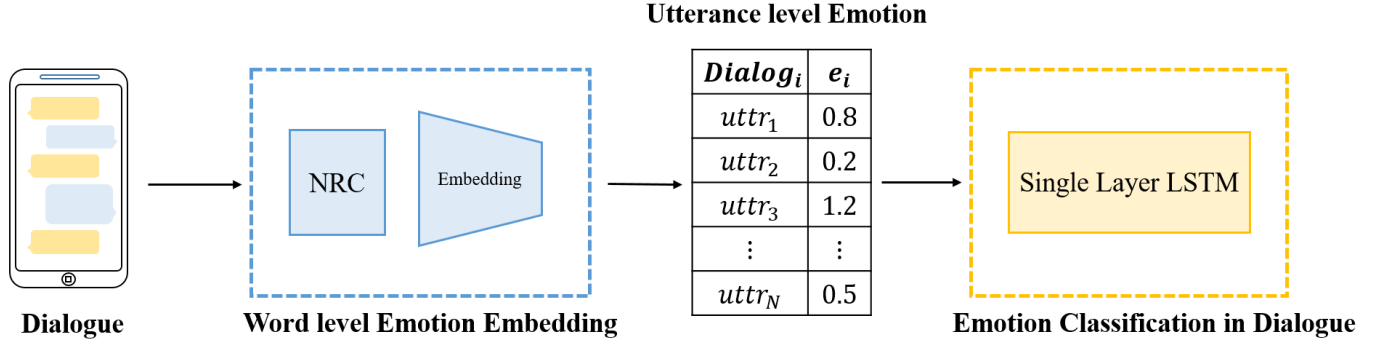 Utterance level Emotion
Dialog_i e_i
uttr_1 0.8
uttr_2 0.2
uttr_3 1.2
⋮ ⋮
uttr_N 0.5
NRC
Embedding
Single Layer LSTM
Dialogue
Word level Emotion Embedding
Emotion Classification in Dialogue